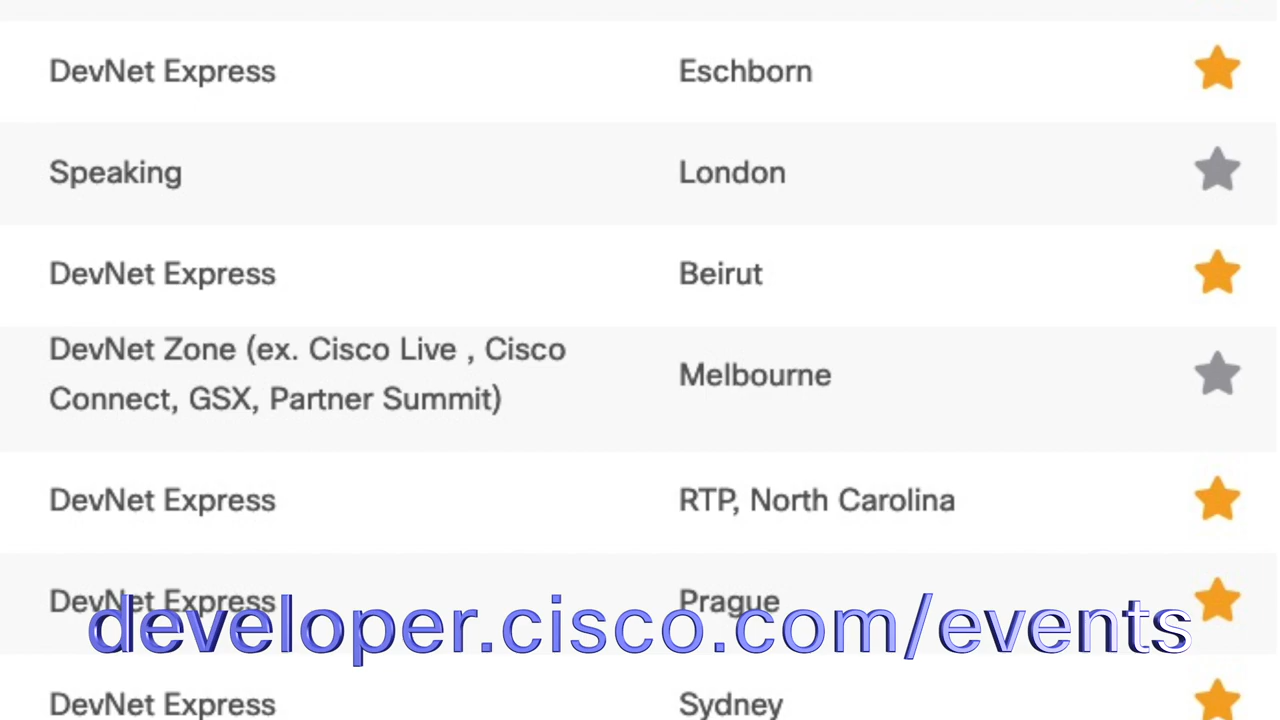 DevNet Express Eschborn
Speaking London
DevNet Express Beirut
DevNet Zone (ex. Cisco Live , Cisco
Connect, GSX, Partner Summit) Melbourne
DevNet Express RTP, North Carolina
DevNet Express Prague
developer.cisco.com/events
DevNet Express Sydney